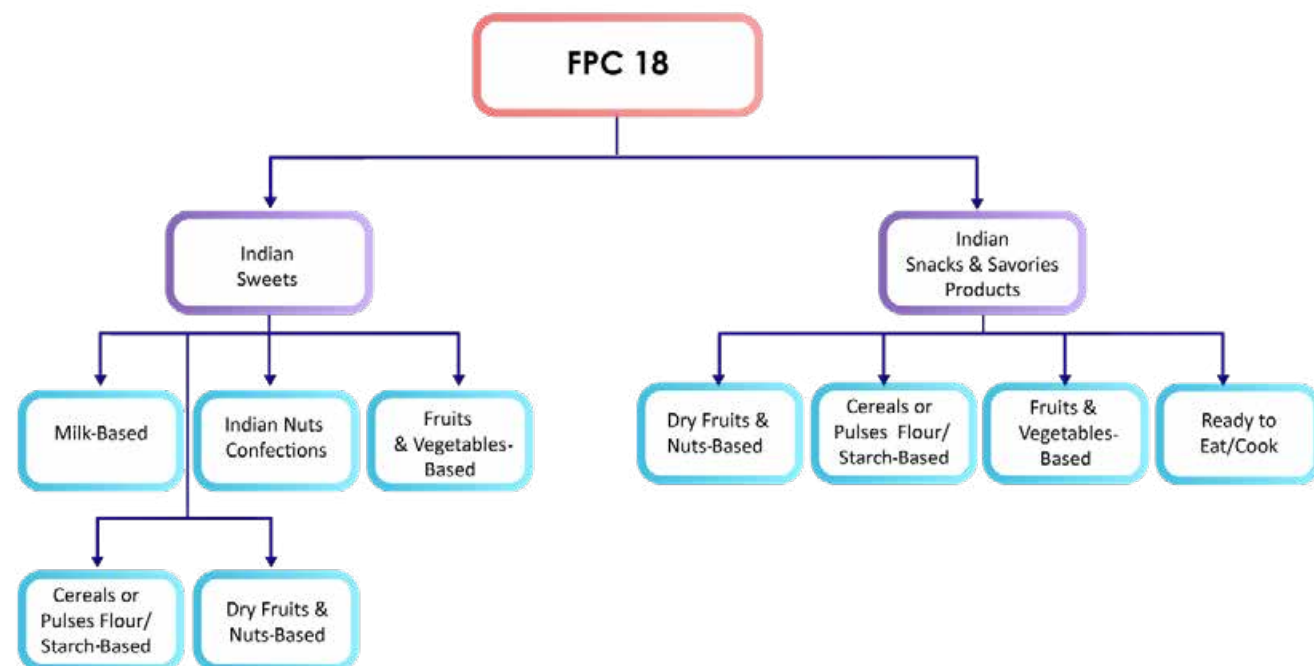 FPC 18
Indian
Sweets
Indian
Snacks & Savories
Products
Milk-Based
Indian Nuts
Confections
Fruits
& Vegetables-
Based
Dry Fruits &
Nuts-Based
Cereals or
Pulses Flour/
Starch-Based
Fruits &
Vegetables-
Based
Ready to
Eat/Cook
Cereals or
Pulses Flour/
Starch-Based
Dry Fruits &
Nuts-Based